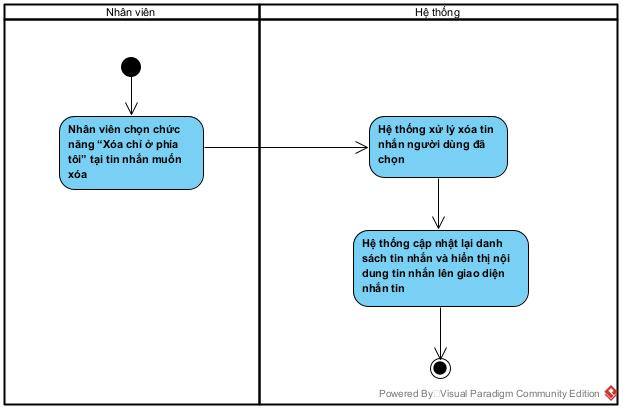 Nhân viên
Hệ thống
Nhân viên chọn chức
năng “Xóa chỉ ở phía
tôi” tại tin nhắn muốn
xóa
Hệ thống xử lý xóa tin
nhắn người dùng đã
chọn
Hệ thống cập nhật lại danh
sách tin nhắn và hiển thị nội
dung tin nhắn lên giao diện
nhắn tin
Powered By Visual Paradigm Community Edition